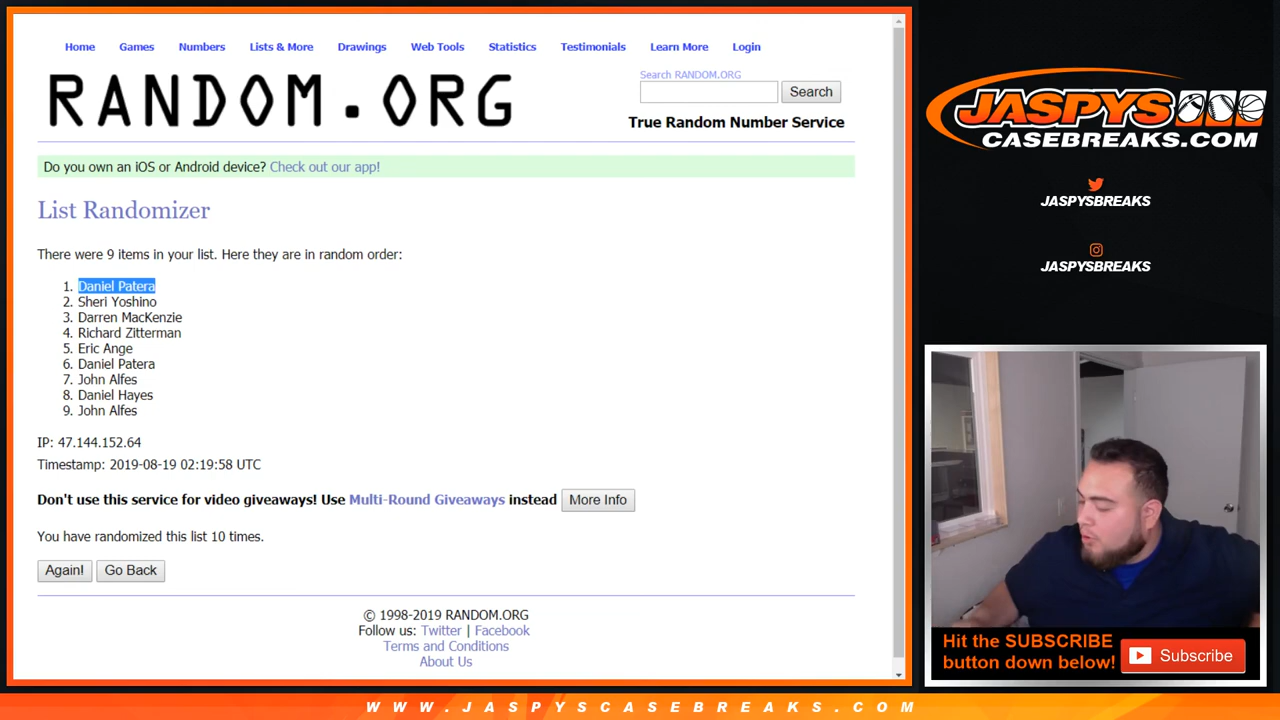 Home Games Numbers Lists & More Drawings Web Tools Statistics Testimonials Learn More Login
RANDOM.ORG
Search RANDOM.ORG
Search
True Random Number Service
Do you own an iOS or Android device? Check out our app!
List Randomizer
There were 9 items in your list. Here they are in random order:
1. Daniel Patera
2. Sheri Yoshino
3. Darren MacKenzie
4. Richard Zitterman
5. Eric Ange
6. Daniel Patera
7. John Alfes
8. Daniel Hayes
9. John Alfes
IP: 47.144.152.64
Timestamp: 2019-08-19 02:19:58 UTC
Don't use this service for video giveaways! Use Multi-Round Giveaways instead More Info
You have randomized this list 10 times.
Again! Go Back
© 1998-2019 RANDOM.ORG
Follow us: Twitter | Facebook
Terms and Conditions
About Us
JASPYS
CASEBREAKS.COM
JASPYSBREAKS
JASPYSBREAKS
Hit the SUBSCRIBE
button down below!
Subscribe
WWW.JASPYSCASEBREAKS.COM